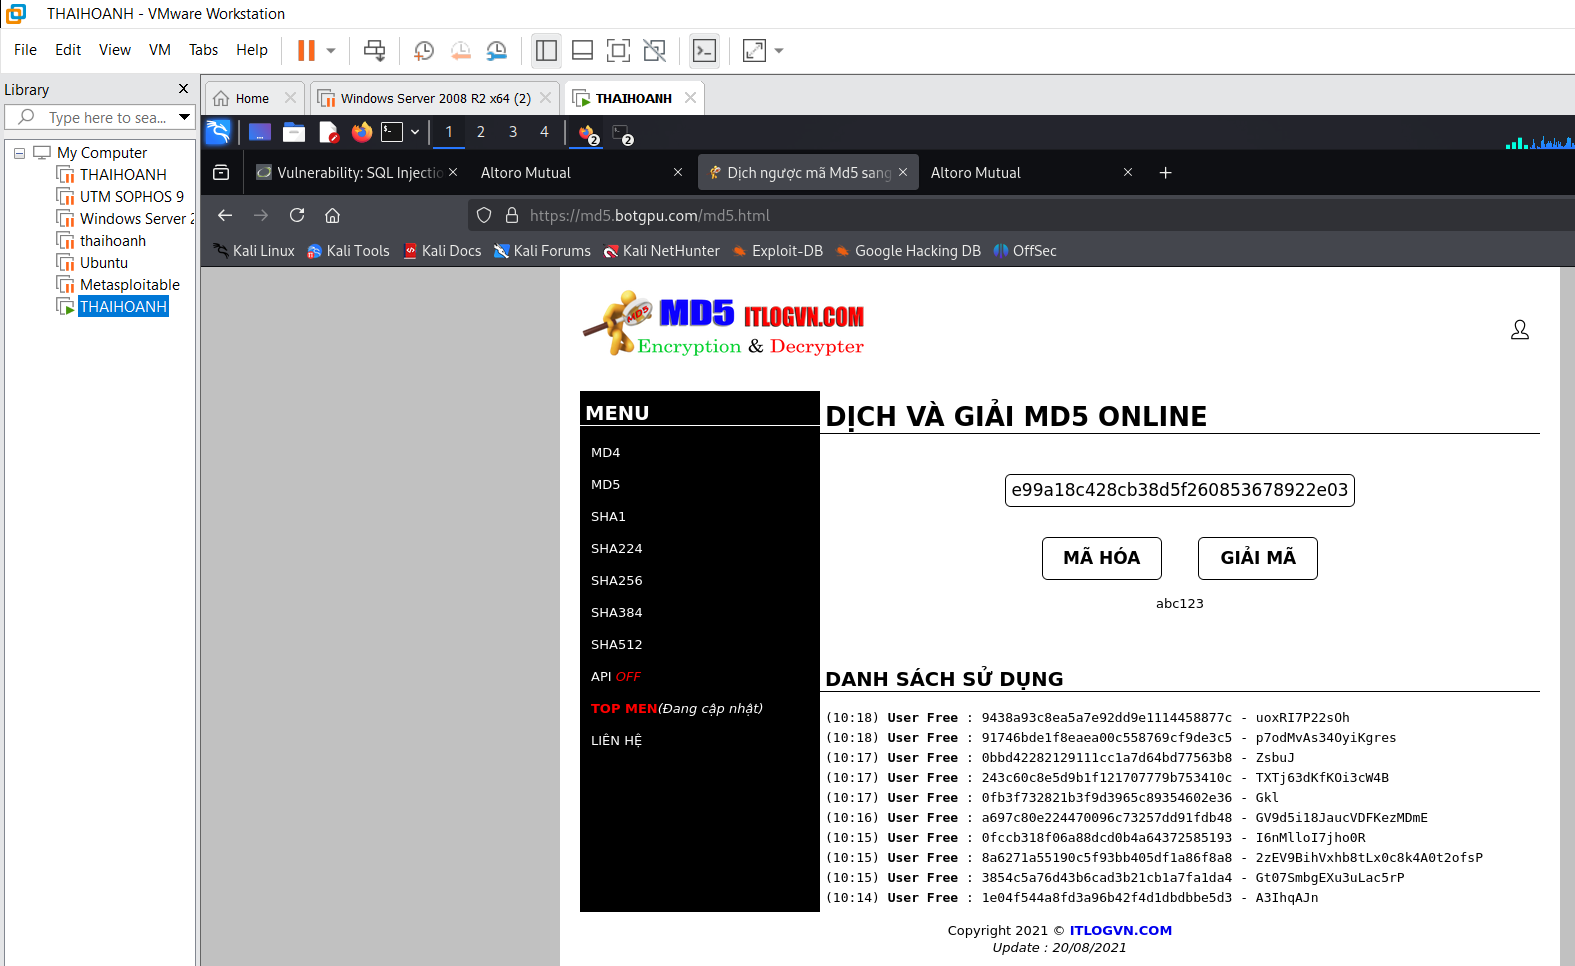 THAIHOANH - VMware Workstation
File Edit View VM Tabs Help
Library
Type here to sea...
My Computer
THAIHOANH
UTM SOPHOS 9
Windows Server 2
thaihoanh
Ubuntu
Metasploitable
THAIHOANH
Home Windows Server 2008 R2 x64 (2) THAIHOANH
1 2 3 4 2 2
Vulnerability: SQL Injectio Altoro Mutual Dịch ngược mã Md5 sang Altoro Mutual
https://md5.botgpu.com/md5.html
Kali Linux Kali Tools Kali Docs Kali Forums Kali NetHunter Exploit-DB Google Hacking DB OffSec
MD5 MD5 ITLOGVN.COM
Encryption & Decrypter
MENU
MD4
MD5
SHA1
SHA224
SHA256
SHA384
SHA512
API OFF
TOP MEN(Đang cập nhật)
LIÊN HỆ
DỊCH VÀ GIẢI MD5 ONLINE
e99a18c428cb38d5f260853678922e03
MÃ HÓA GIẢI MÃ
abc123
DANH SÁCH SỬ DỤNG
(10:18) User Free : 9438a93c8ea5a7e92dd9e1114458877c - uoxRI7P22sOh
(10:18) User Free : 91746bde1f8eaea00c558769cf9de3c5 - p7odMvAs34OyiKgres
(10:17) User Free : 0bbd42282129111cc1a7d64bd77563b8 - ZsbuJ
(10:17) User Free : 243c60c8e5d9b1f121707779b753410c - TXTj63dKfKOi3cW4B
(10:17) User Free : 0fb3f732821b3f9d3965c89354602e36 - Gkl
(10:16) User Free : a697c80e224470096c73257dd91fdb48 - GV9d5i18JaucVDFKezMDmE
(10:15) User Free : 0fccb318f06a88dcd0b4a64372585193 - I6nMlloI7jho0R
(10:15) User Free : 8a6271a55190c5f93bb405df1a86f8a8 - 2zEV9BihVxhb8tLx0c8k4A0t2ofsP
(10:15) User Free : 3854c5a76d43b6cad3b21cb1a7fa1da4 - Gt07SmbgEXu3uLac5rP
(10:14) User Free : 1e04f544a8fd3a96b42f4d1dbdbbe5d3 - A3IhqAJn
Copyright 2021 © ITLOGVN.COM
Update : 20/08/2021